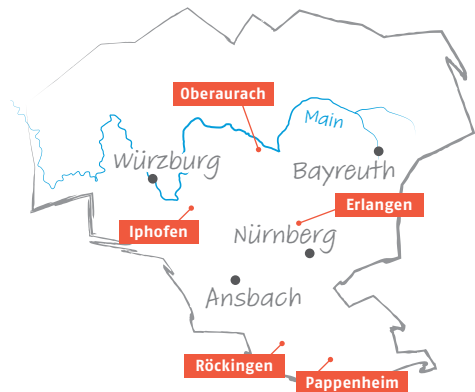 Oberaurach
Main
Würzburg
Bayreuth
Erlangen
Iphofen
Nürnberg
Ansbach
Röckingen
Pappenheim